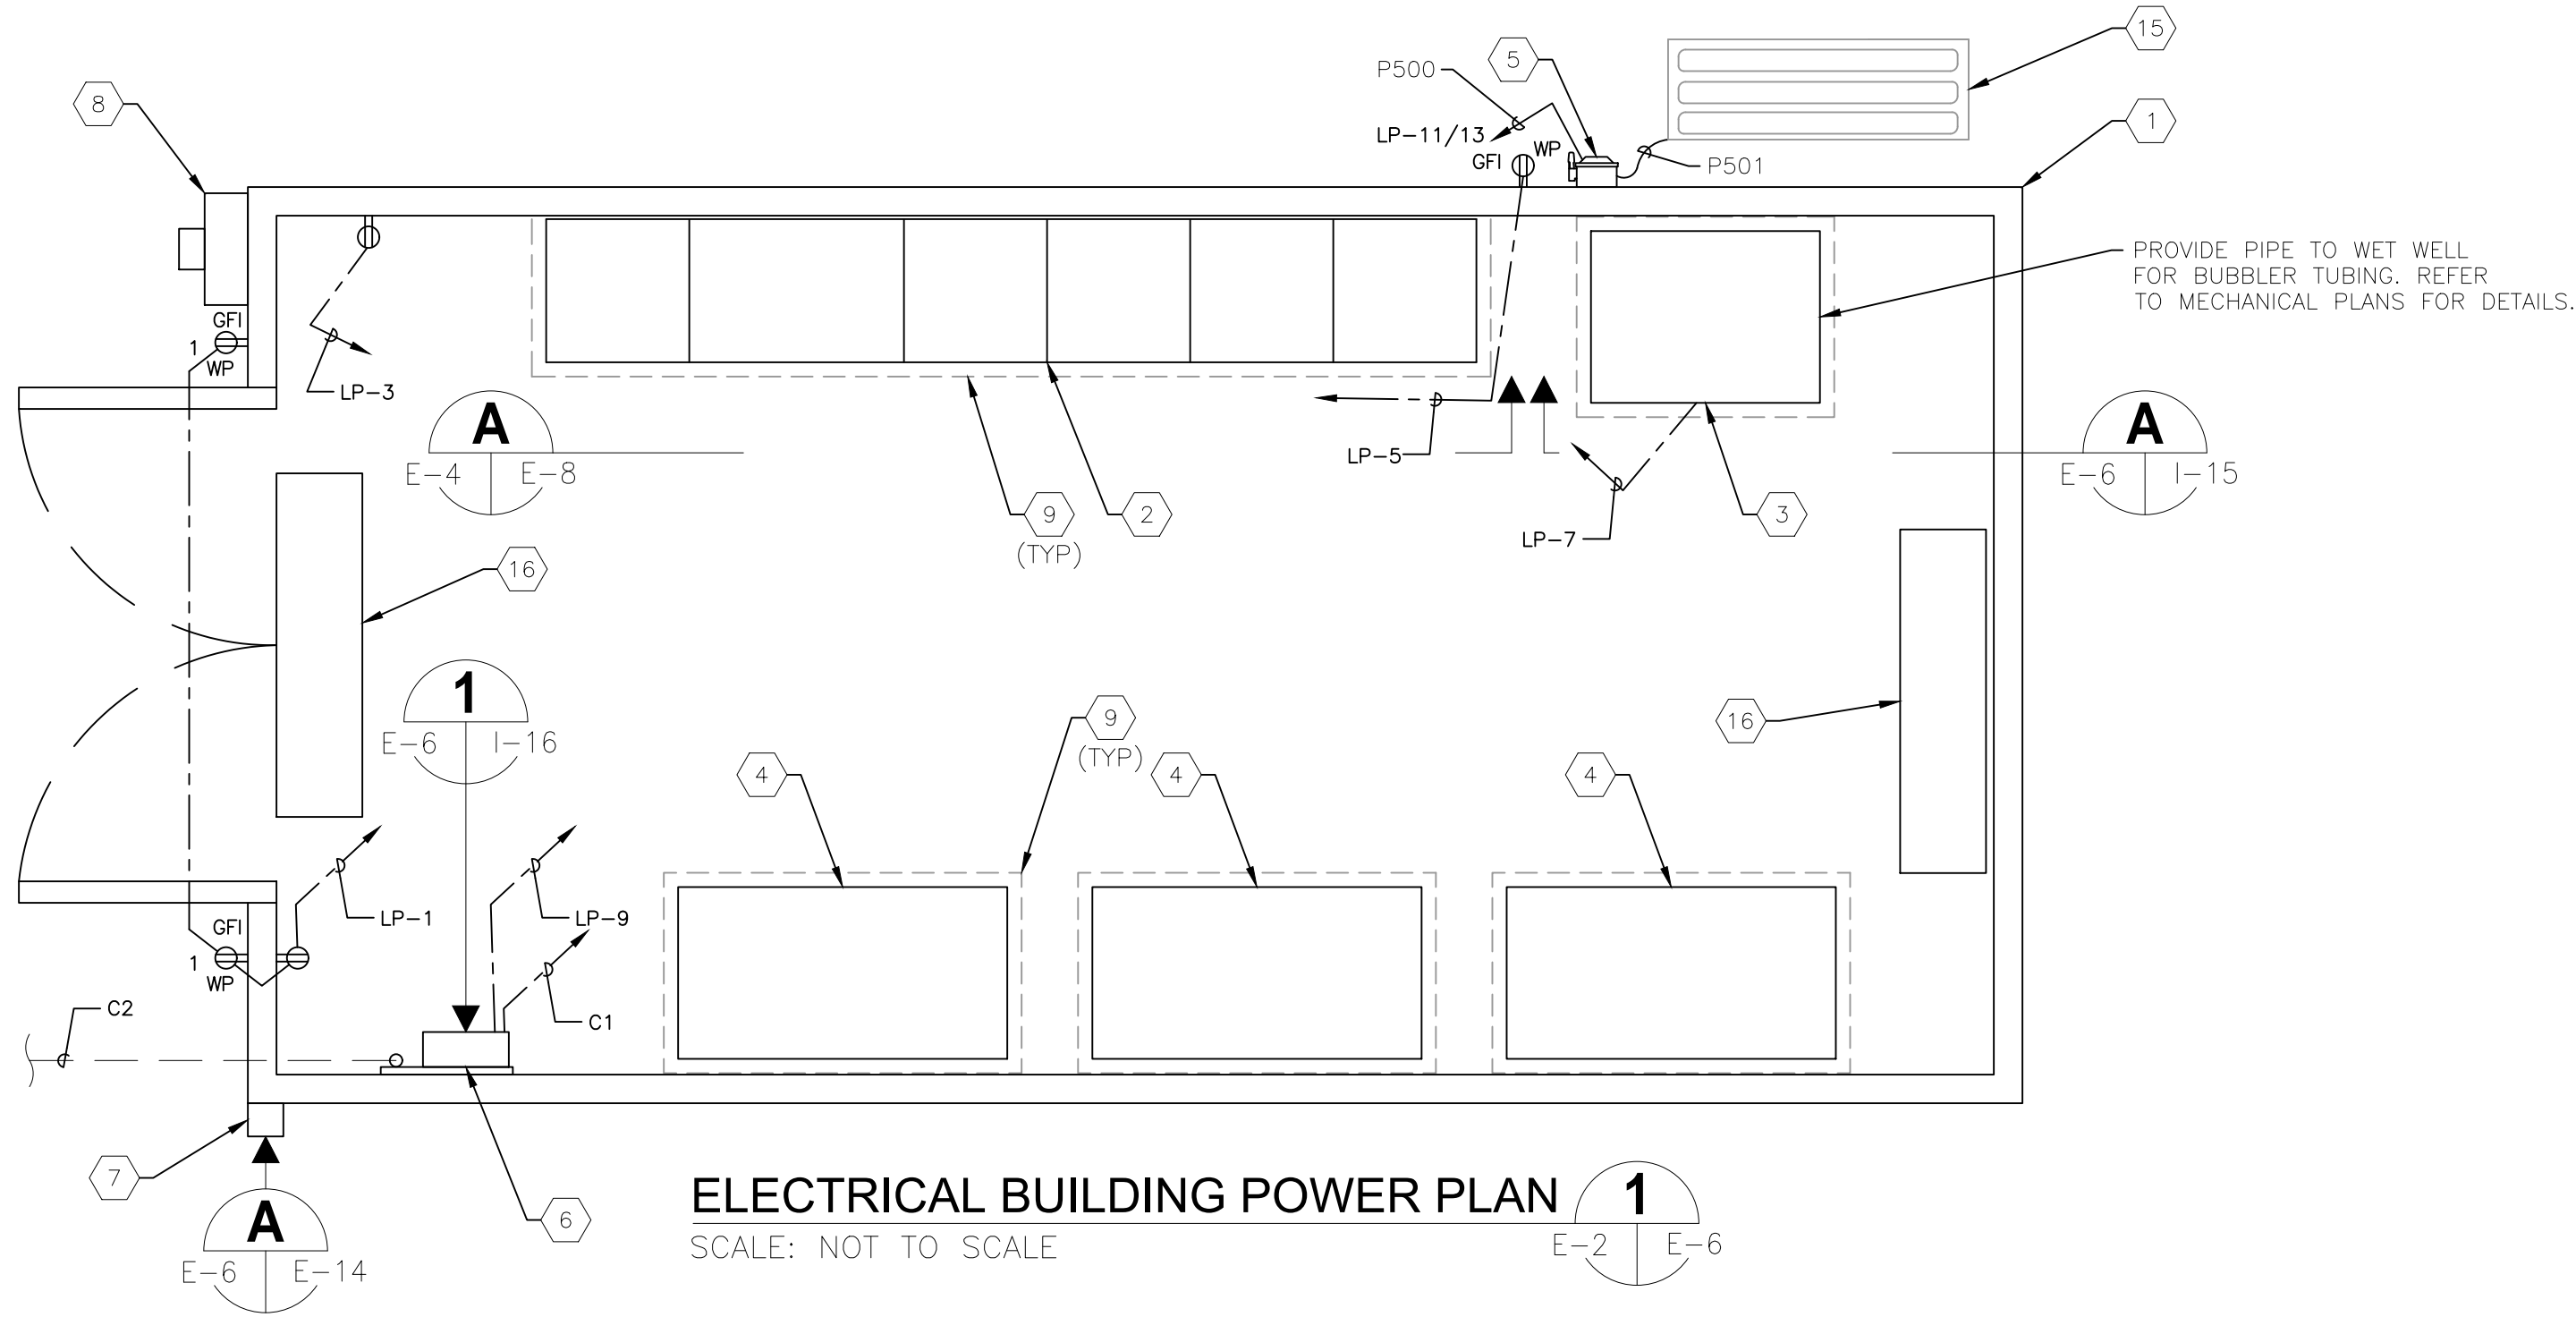 15
5
P500
8
1
LP-11/13
WP
GFI
P501
PROVIDE PIPE TO WET WELL
FOR BUBBLER TUBING. REFER
TO MECHANICAL PLANS FOR DETAILS.
GFI
1
WP
LP-3
A
E-4 E-8
LP-5
A
E-6 I-15
9
(TYP)
2
3
LP-7
16
1
E-6 I-16
9
(TYP)
16
4
4
4
LP-1
LP-9
GFI
1
WP
C2
C1
7
A
E-6 E-14
6
ELECTRICAL BUILDING POWER PLAN
SCALE: NOT TO SCALE
1
E-2 E-6